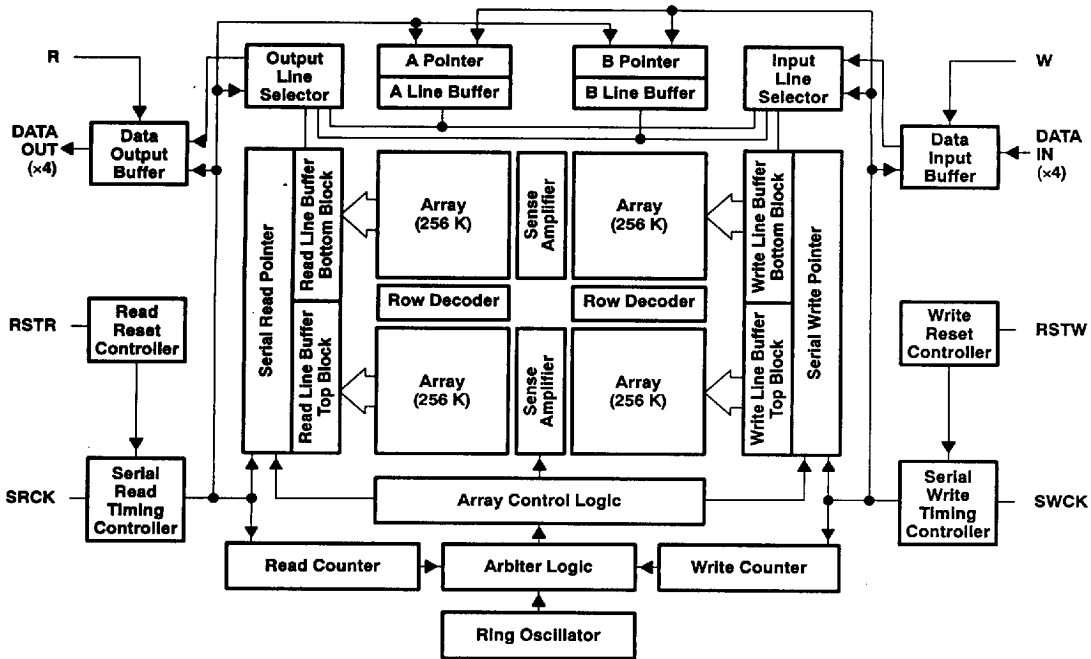 R
Output
Line
Selector
A Pointer
A Line Buffer
B Pointer
B Line Buffer
Input
Line
Selector
W
DATA
OUT
(×4)
Data
Output
Buffer
Data
Input
Buffer
DATA
IN
(×4)
Serial Read Pointer
Read Line Buffer
Bottom Block
Array
(256 K)
Sense
Amplifier
Array
(256 K)
Write Line Buffer
Bottom Block
Serial Write Pointer
Row Decoder
Row Decoder
RSTR
Read
Reset
Controller
Write
Reset
Controller
RSTW
Read Line Buffer
Top Block
Array
(256 K)
Sense
Amplifier
Array
(256 K)
Write Line Buffer
Top Block
SRCK
Serial
Read
Timing
Controller
Array Control Logic
Serial
Write
Timing
Controller
SWCK
Read Counter
Arbiter Logic
Write Counter
Ring Oscillator